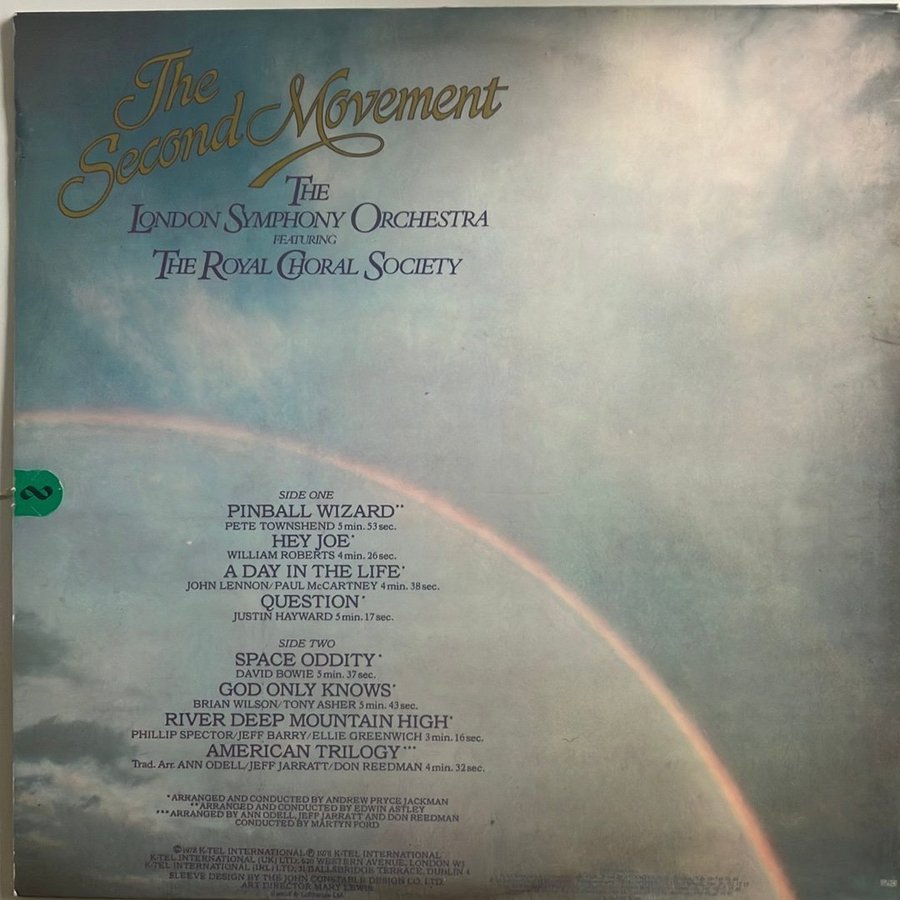 The
Second Movement
THE
LONDON SYMPHONY ORCHESTRA
FEATURING
THE ROYAL CHORAL SOCIETY
SIDE ONE
PINBALL WIZARD**
PETE TOWNSHEND 5 min. 53 sec.
HEY JOE*
WILLIAM ROBERTS 4 min. 26 sec.
A DAY IN THE LIFE*
JOHN LENNON/PAUL McCARTNEY 4 min. 38 sec.
QUESTION*
JUSTIN HAYWARD 5 min. 17 sec.
SIDE TWO
SPACE ODDITY*
DAVID BOWIE 5 min. 37 sec.
GOD ONLY KNOWS*
BRIAN WILSON/TONY ASHER 5 min. 43 sec.
RIVER DEEP MOUNTAIN HIGH*
PHILLIP SPECTOR/JEFF BARRY/ELLIE GREENWICH 3 min. 16 sec.
AMERICAN TRILOGY***
Trad. Arr. ANN ODELL/JEFF JARRATT/DON REEDMAN 4 min. 32 sec.
*ARRANGED AND CONDUCTED BY ANDREW PRYCE JACKMAN
**ARRANGED AND CONDUCTED BY EDWIN ASTLEY
***ARRANGED BY ANN ODELL, JEFF JARRATT AND DON REEDMAN
CONDUCTED BY MARTYN FORD
©1978 K-TEL INTERNATIONAL ℗ 1978 K-TEL INTERNATIONAL
K-TEL INTERNATIONAL (UK) LTD. 620 WESTERN AVENUE, LONDON W3
K-TEL INTERNATIONAL (IRL) LTD. 31 BALLSBRIDGE TERRACE, DUBLIN 4
SLEEVE DESIGN BY THE JOHN CONSTABLE DESIGN CO. LTD.
ART DIRECTOR MARY LEWIS